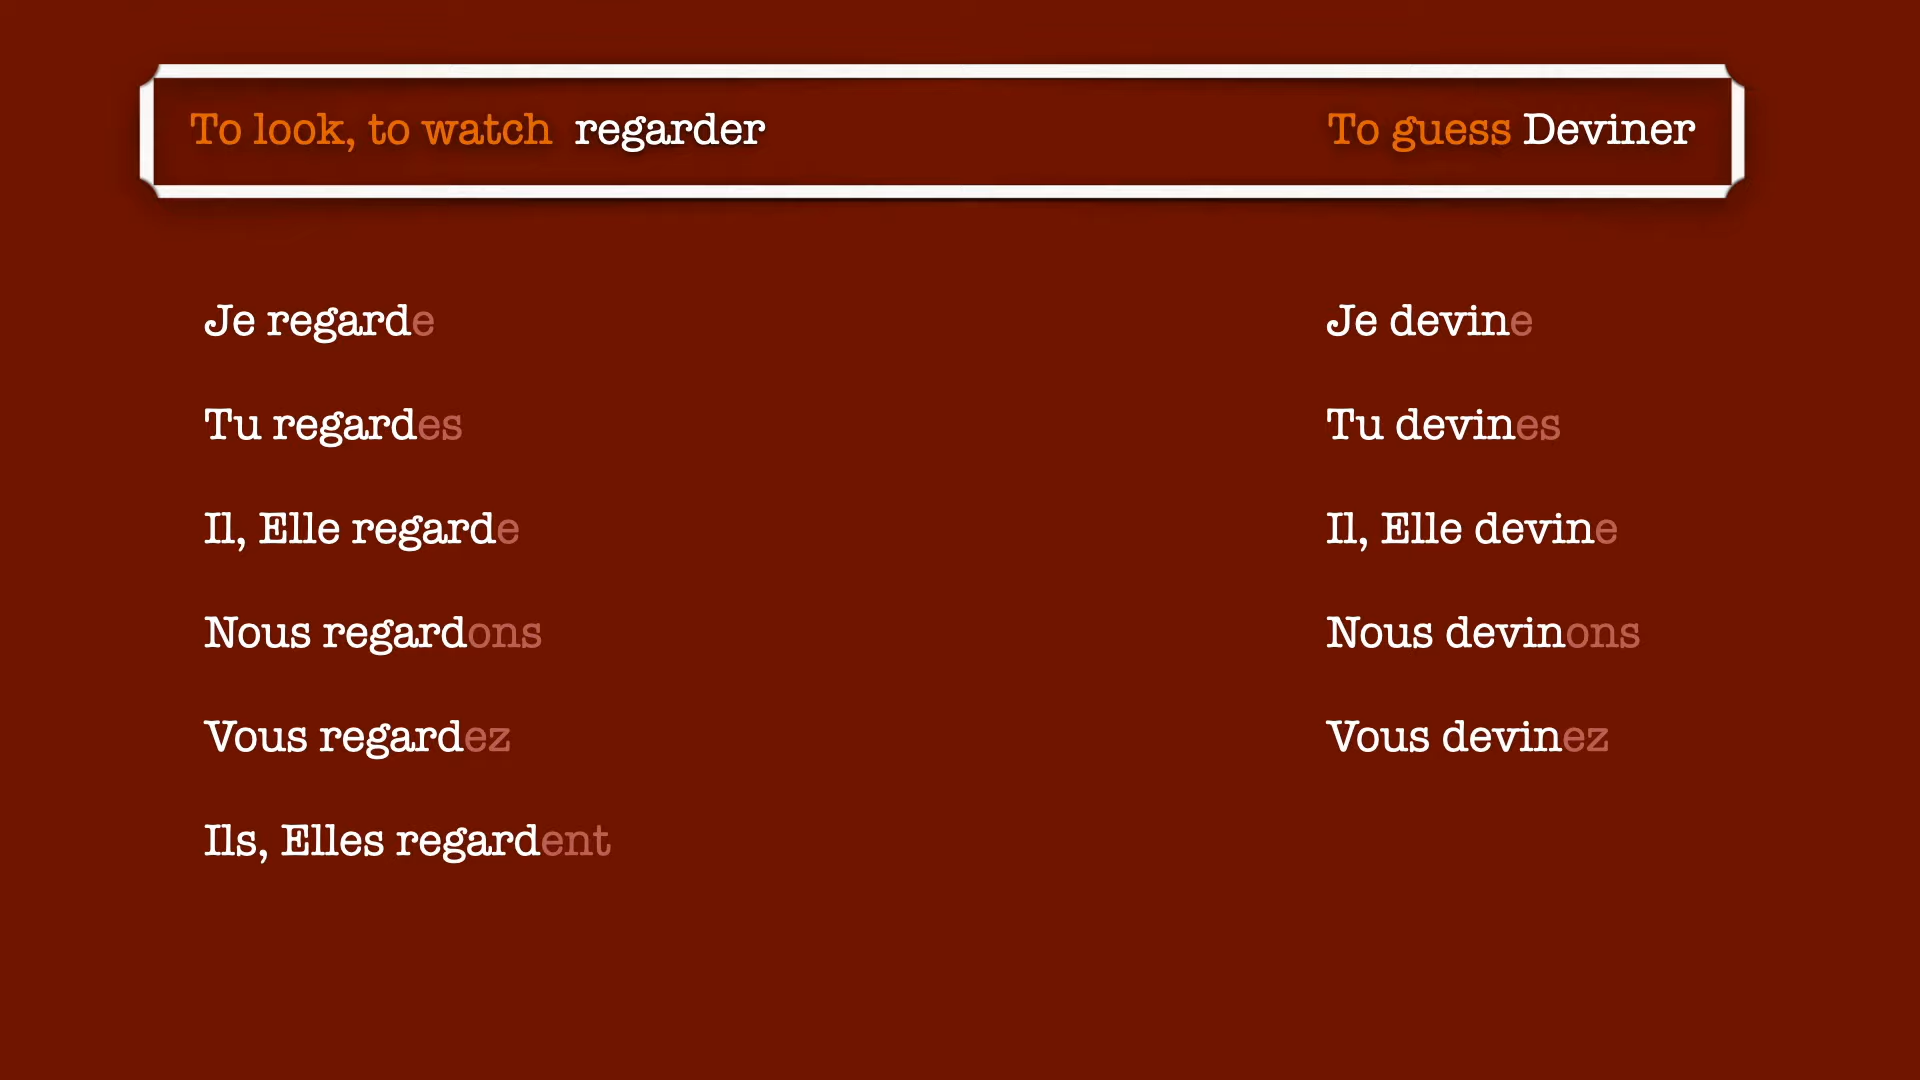 To look, to watch regarder
To guess Deviner
Je regarde
Tu regardes
Il, Elle regarde
Nous regardons
Vous regardez
Ils, Elles regardent
Je devine
Tu devines
Il, Elle devine
Nous devinons
Vous devinez